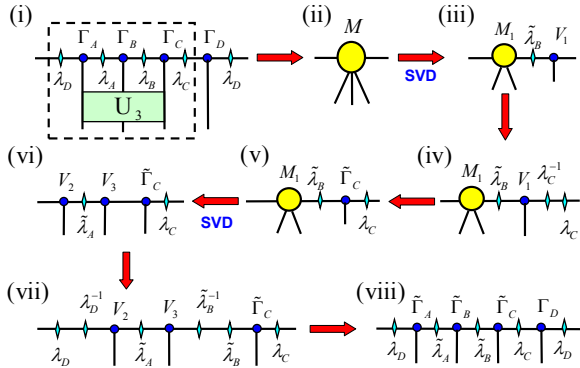 (i) Γ_A Γ_B Γ_C Γ_D
λ_D λ_A λ_B λ_C λ_D
U_3
(ii) M
SVD
(iii) M_1 λ̃_B V_1
(iv) M_1 λ̃_B V_1 λ_C^{-1}
λ_C
(v) M_1 λ̃_B Γ̃_C
λ_C
SVD
(vi) V_2 V_3 Γ̃_C
λ̃_A λ_C
(vii) λ_D^{-1} V_2 V_3 λ̃_B^{-1} Γ̃_C
λ_D λ̃_A λ̃_B λ_C
(viii) Γ̃_A Γ̃_B Γ̃_C Γ_D
λ_D λ̃_A λ̃_B λ_C λ_D